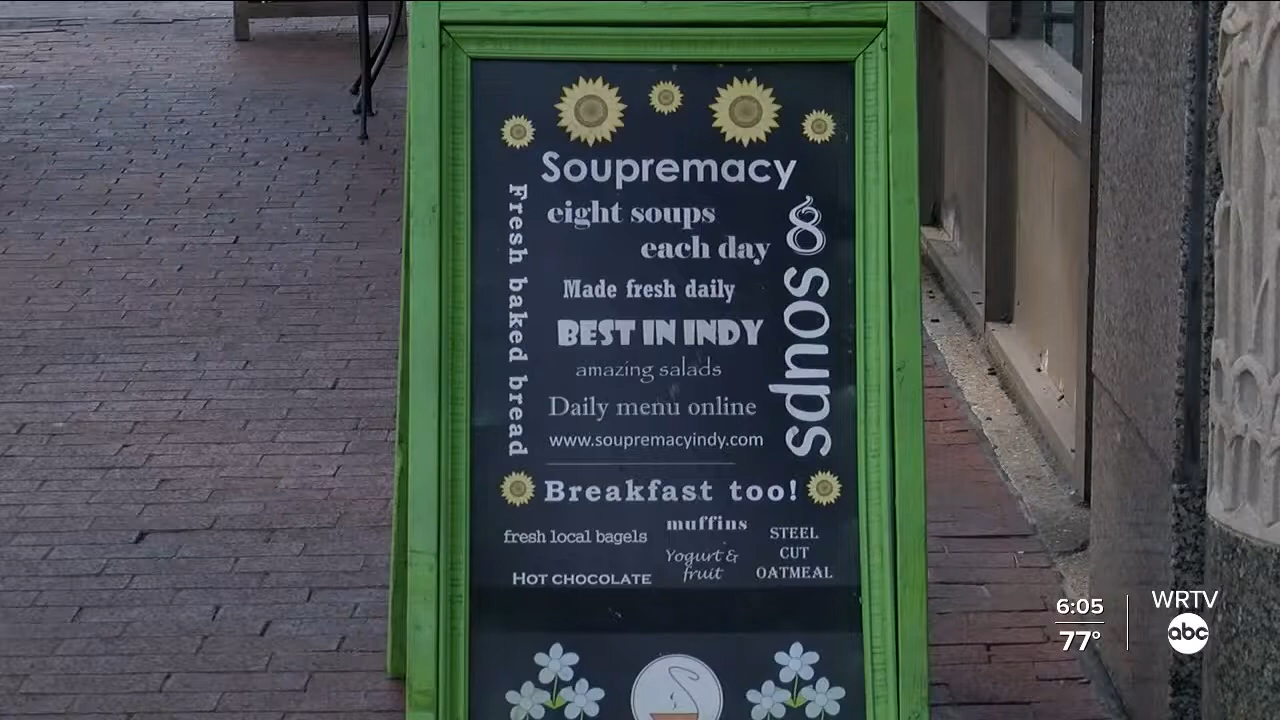 Soupremacy
Fresh baked bread
eight soups
each day
& soups
Made fresh daily
BEST IN INDY
amazing salads
Daily menu online
www.soupremacyindy.com
Breakfast too!
fresh local bagels
muffins
STEEL
CUT
OATMEAL
Yogurt &
fruit
HOT CHOCOLATE
6:05
77°
WRTV
abc